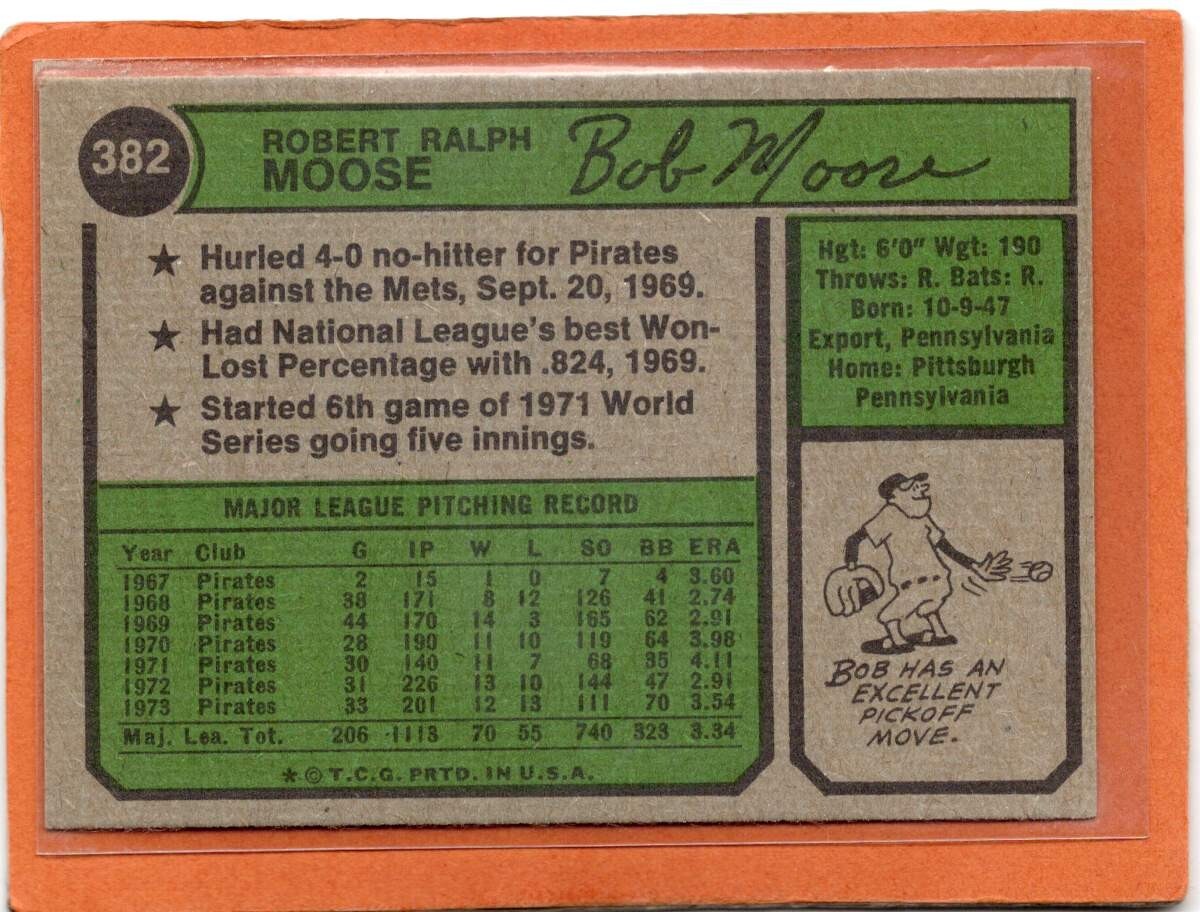 382
ROBERT RALPH
MOOSE
Bob Moose
★ Hurled 4-0 no-hitter for Pirates
against the Mets, Sept. 20, 1969.
★ Had National League's best Won-
Lost Percentage with .824, 1969.
★ Started 6th game of 1971 World
Series going five innings.
Hgt: 6'0" Wgt: 190
Throws: R. Bats: R.
Born: 10-9-47
Export, Pennsylvania
Home: Pittsburgh
Pennsylvania
MAJOR LEAGUE PITCHING RECORD
Year Club G IP W L SO BB ERA
1967 Pirates 2 15 1 0 7 4 3.60
1968 Pirates 38 171 8 12 126 41 2.74
1969 Pirates 44 170 14 3 165 62 2.91
1970 Pirates 28 190 11 10 119 64 3.98
1971 Pirates 30 140 11 7 68 35 4.11
1972 Pirates 31 226 13 10 144 47 2.91
1973 Pirates 33 201 12 13 111 70 3.54
Maj. Lea. Tot. 206 1113 70 55 740 323 3.34
★ © T.C.G. PRTD. IN U.S.A.
BOB HAS AN
EXCELLENT
PICKOFF
MOVE.